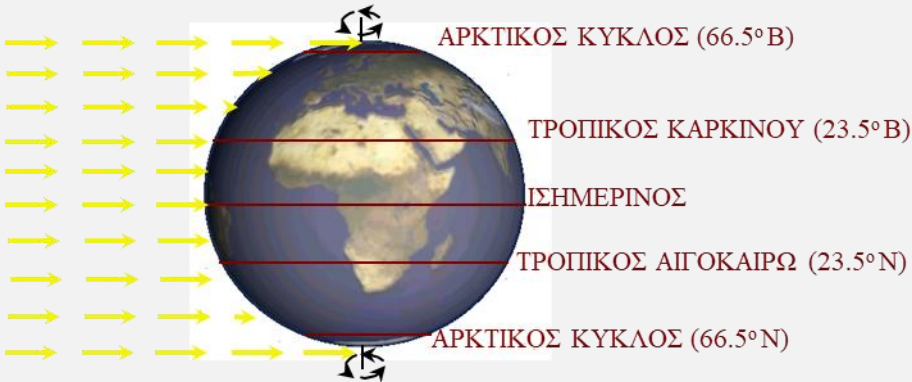 ΑΡΚΤΙΚΟΣ ΚΥΚΛΟΣ (66.5ο Β)
ΤΡΟΠΙΚΟΣ ΚΑΡΚΙΝΟΥ (23.5ο Β)
ΙΣΗΜΕΡΙΝΟΣ
ΤΡΟΠΙΚΟΣ ΑΙΓΟΚΑΙΡΩ (23.5ο Ν)
ΑΡΚΤΙΚΟΣ ΚΥΚΛΟΣ (66.5ο Ν)